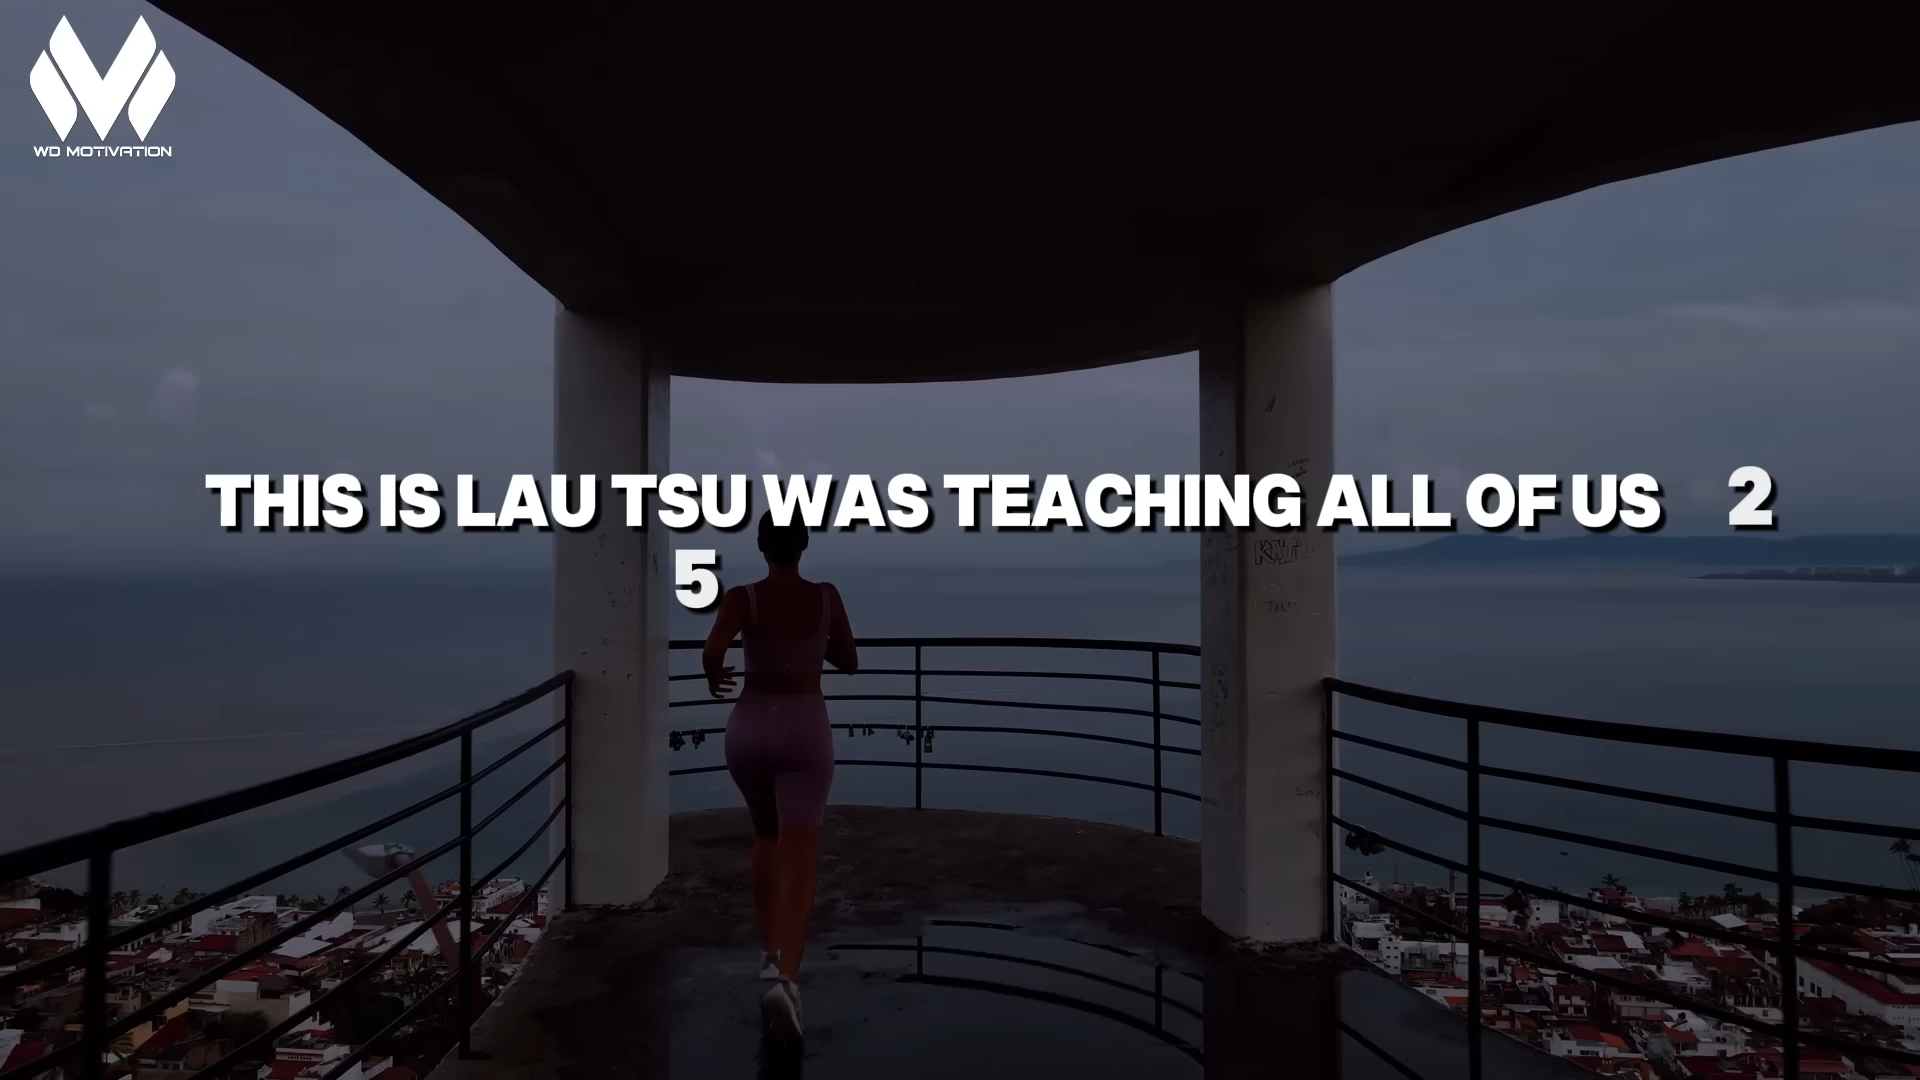 WD MOTIVATION
THIS IS LAU TSU WAS TEACHING ALL OF US 2
5